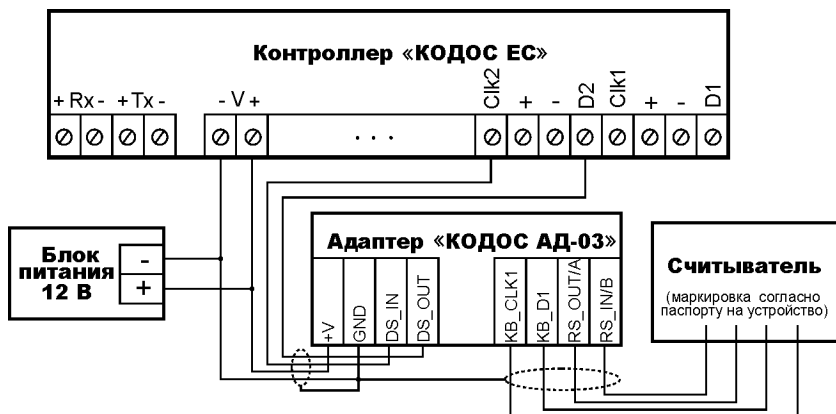 Контроллер «КОДОС ЕС»
+ Rx - + Tx - - V + Clk2 + - D2 Clk1 + - D1
. . .
Блок
питания
12 В
-
+
Адаптер «КОДОС АД-03»
+V GND DS_IN DS_OUT KB_CLK1 KB_D1 RS_OUT/A RS_IN/B
Считыватель
(маркировка согласно
паспорту на устройство)